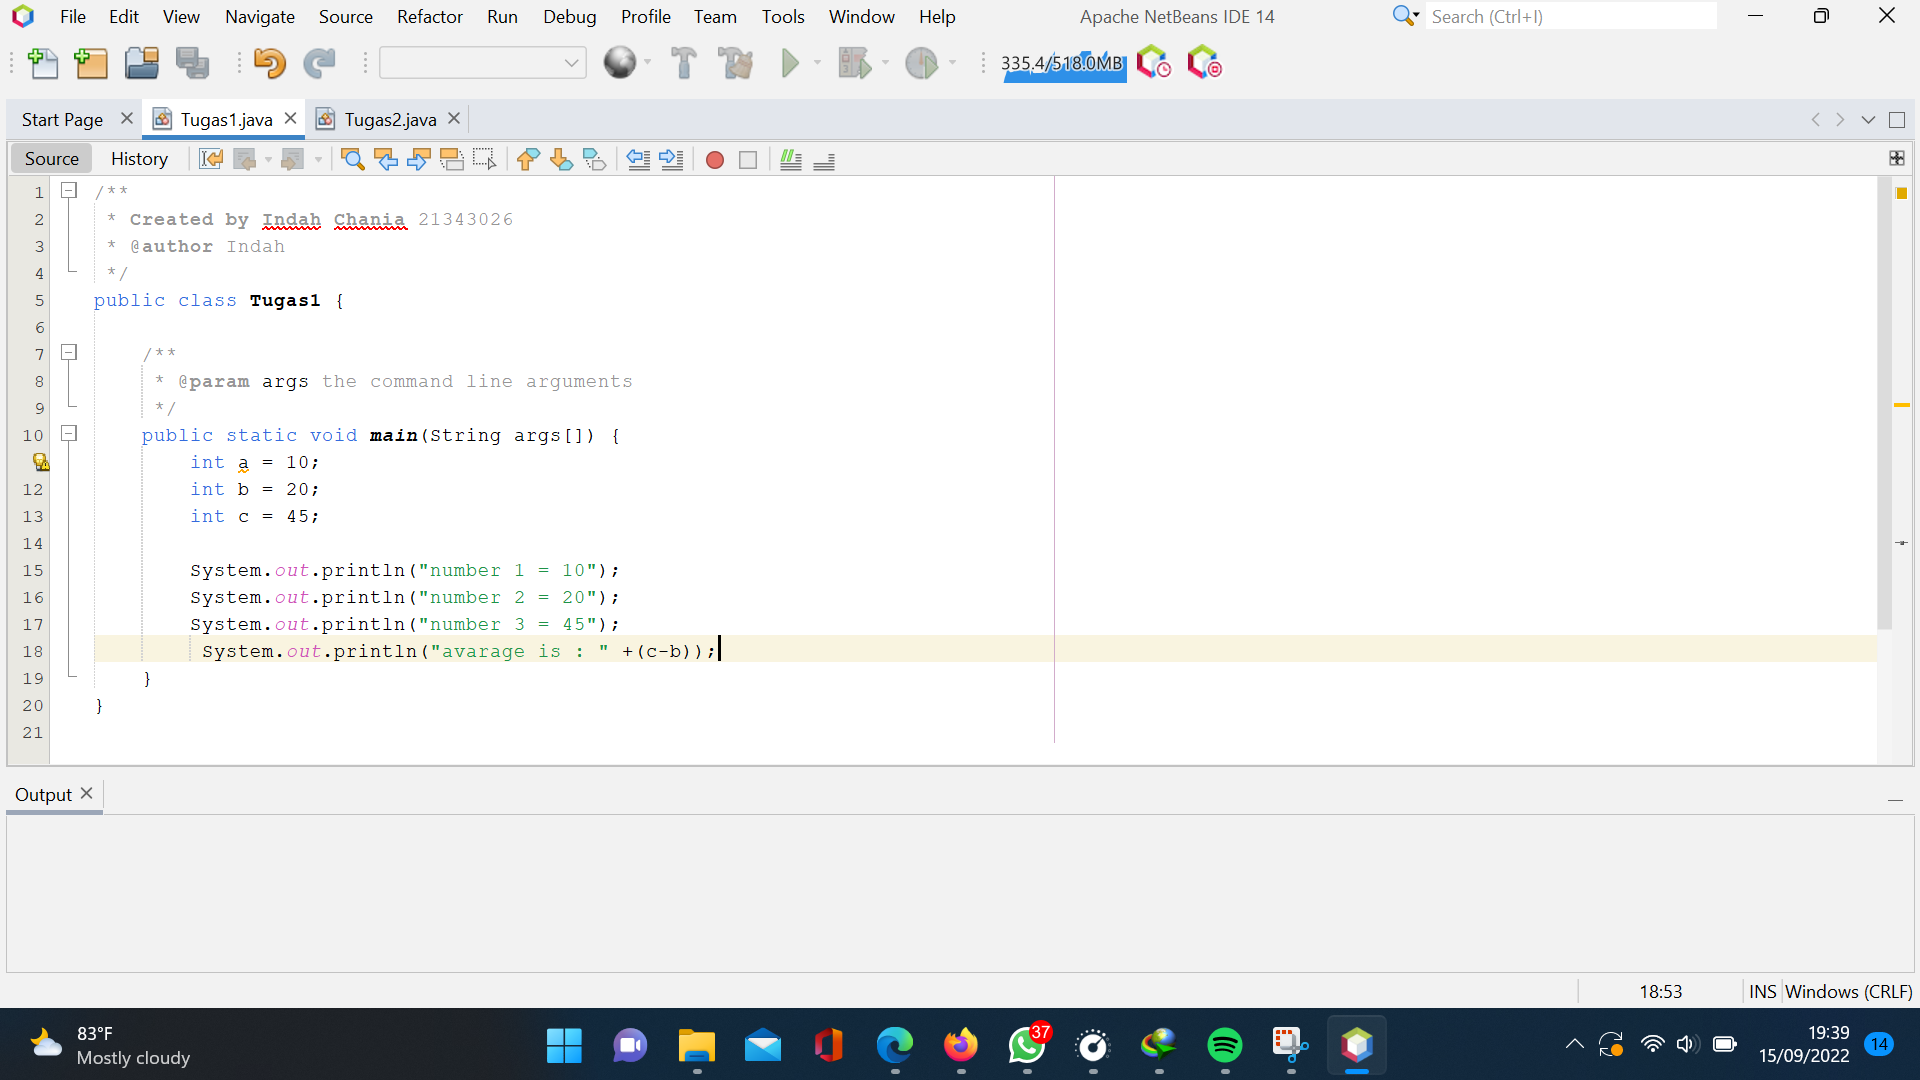 File Edit View Navigate Source Refactor Run Debug Profile Team Tools Window Help Apache NetBeans IDE 14 Search (Ctrl+I)
335.4/518.0MB
Start Page Tugas1.java Tugas2.java
Source History
1 /**
2 * Created by Indah Chania 21343026
3 * @author Indah
4 */
5 public class Tugas1 {
6
7 /**
8 * @param args the command line arguments
9 */
10 public static void main(String args[]) {
int a = 10;
12 int b = 20;
13 int c = 45;
14
15 System.out.println("number 1 = 10");
16 System.out.println("number 2 = 20");
17 System.out.println("number 3 = 45");
18 System.out.println("avarage is : " +(c-b));
19 }
20 }
21
Output
18:53 INS Windows (CRLF)
83°F
Mostly cloudy
37
19:39
15/09/2022
14